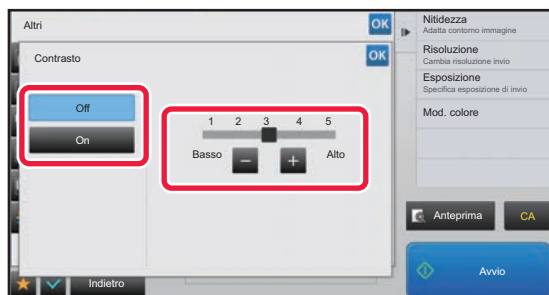 Altri
OK
Contrasto
OK
Off
On
1 2 3 4 5
Basso - + Alto
Indietro
Nitidezza
Adatta contorno immagine
Risoluzione
Cambia risoluzione invio
Esposizione
Specifica esposizione di invio
Mod. colore
Anteprima
CA
Avvio